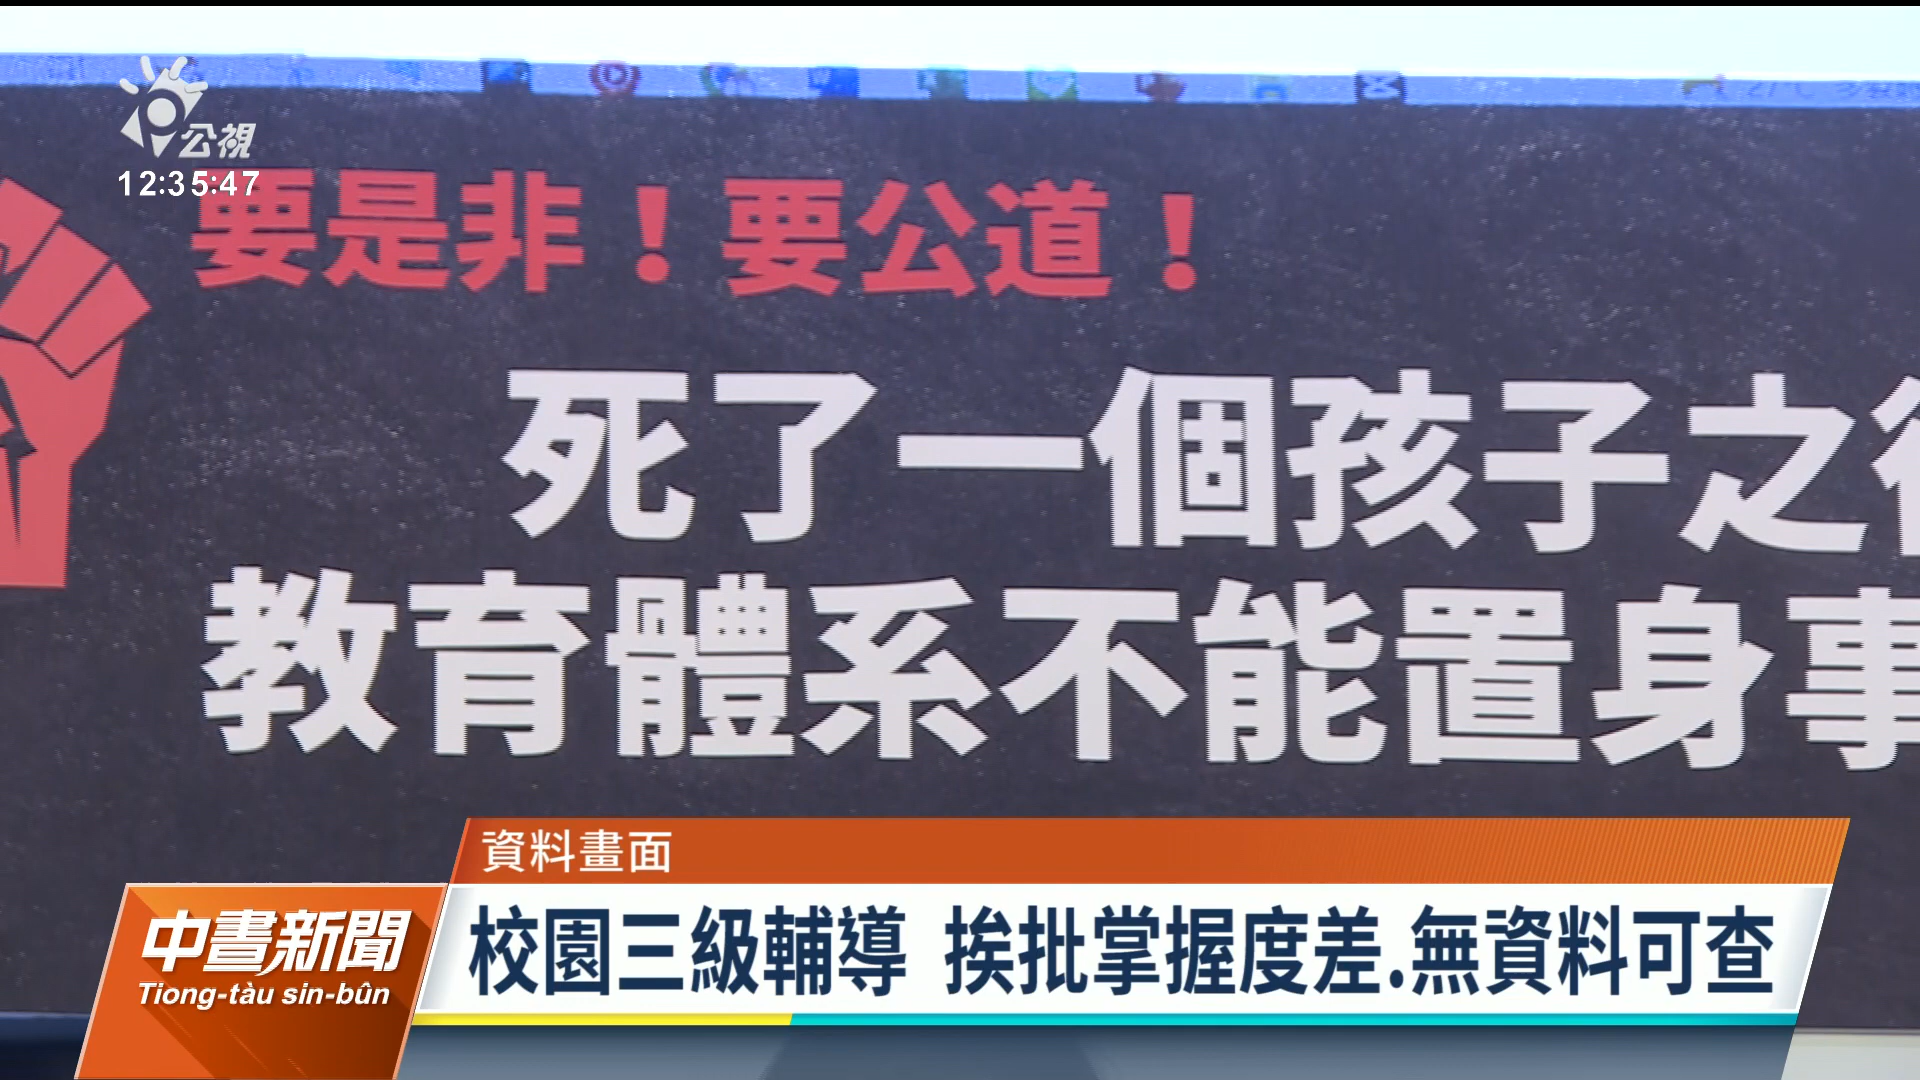 公視
12:35:47
要是非！要公道！
死了一個孩子之
教育體系不能置身事
資料畫面
校園三級輔導 挨批掌握度差.無資料可查
中晝新聞
Tiong-tàu sin-bûn